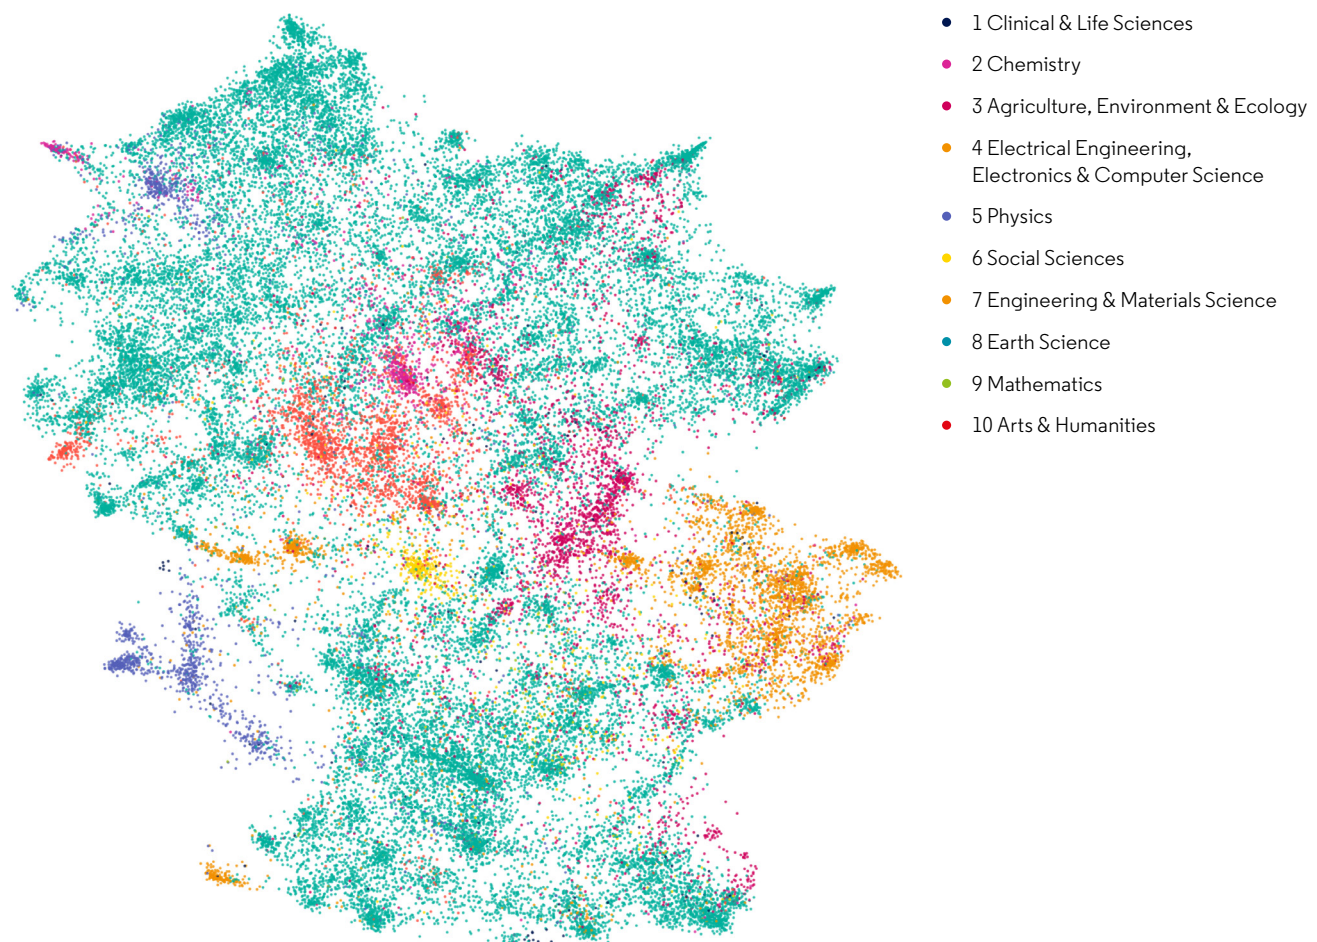 1 Clinical & Life Sciences
2 Chemistry
3 Agriculture, Environment & Ecology
4 Electrical Engineering,
Electronics & Computer Science
5 Physics
6 Social Sciences
7 Engineering & Materials Science
8 Earth Science
9 Mathematics
10 Arts & Humanities